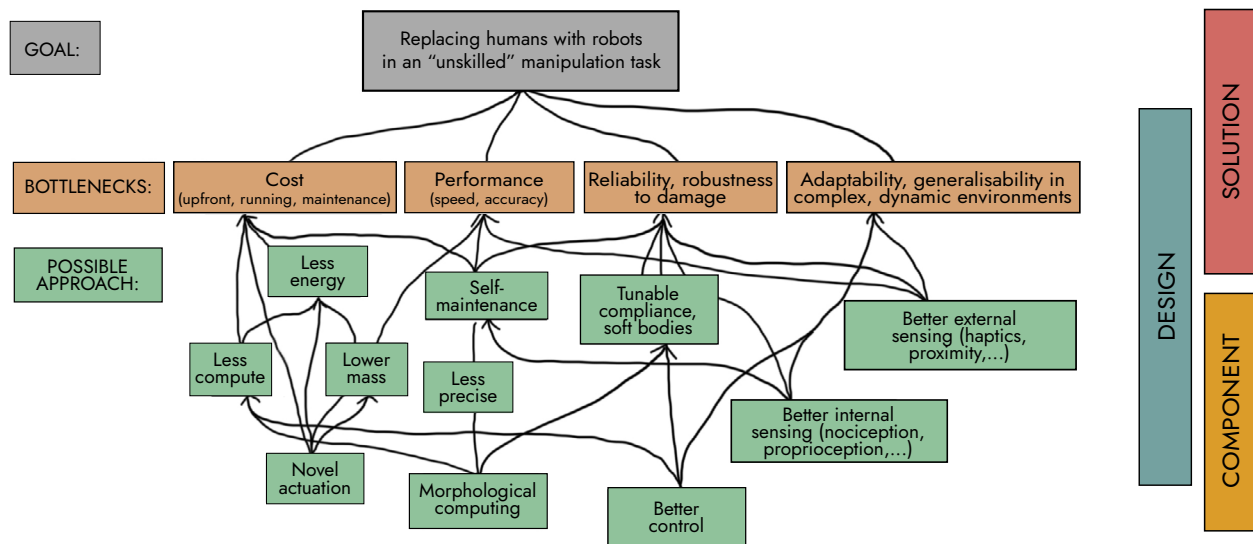 GOAL:
Replacing humans with robots
in an “unskilled” manipulation task
BOTTLENECKS:
Cost
(upfront, running, maintenance)
Performance
(speed, accuracy)
Reliability, robustness
to damage
Adaptability, generalisability in
complex, dynamic environments
POSSIBLE
APPROACH:
Less
energy
Self-
maintenance
Tunable
compliance,
soft bodies
Better external
sensing (haptics,
proximity,...)
Less
compute
Lower
mass
Less
precise
Better internal
sensing (nociception,
proprioception,...)
Novel
actuation
Morphological
computing
Better
control
DESIGN
SOLUTION
COMPONENT